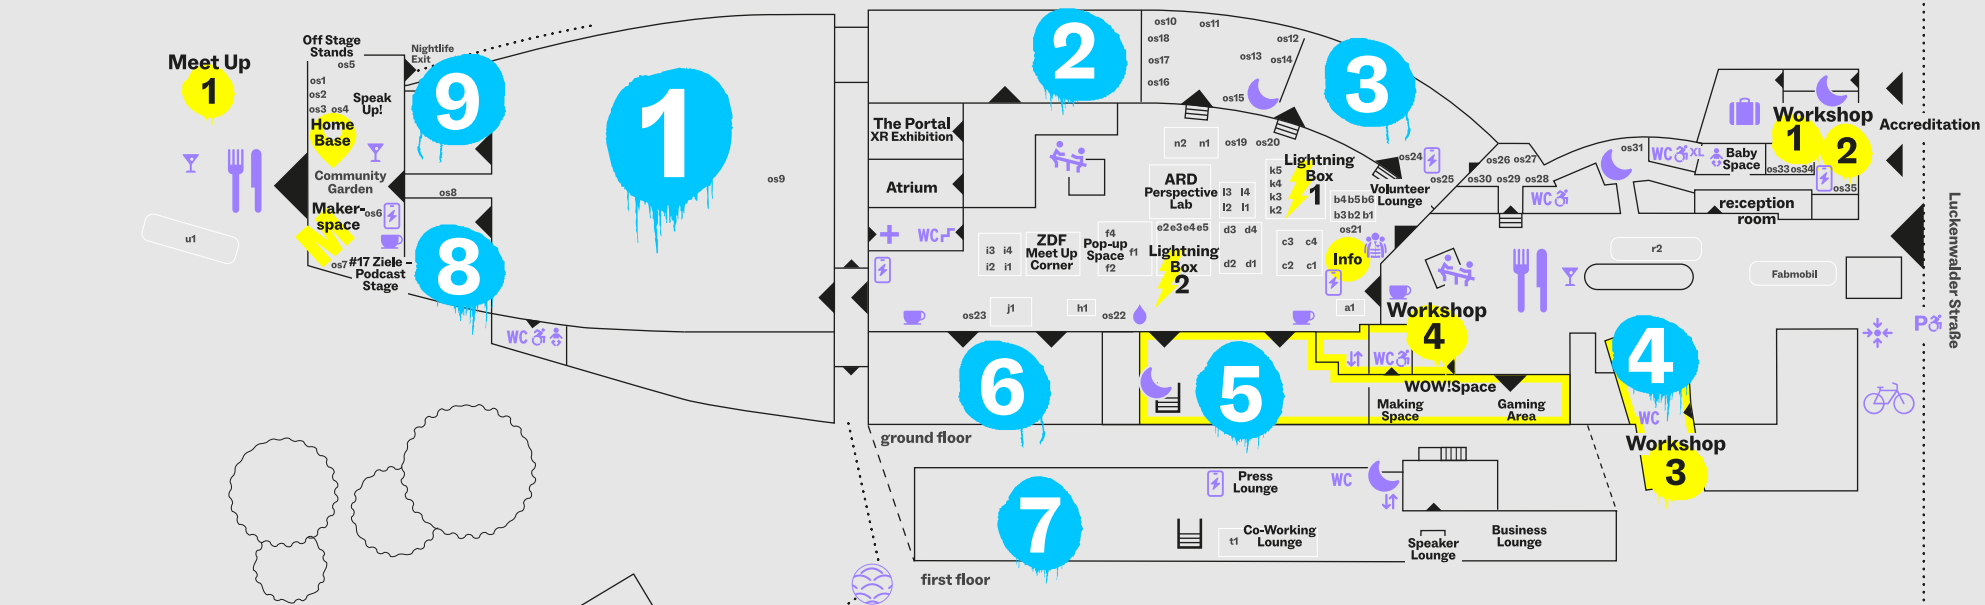 Meet Up
1
Off Stage
Stands
os5
os1
os2
os3 os4
Speak
Up!
Home
Base
Community
Garden
Maker-
space
os6
M
os7
#17 Ziele –
Podcast
Stage
u1
Nightlife
Exit
9
os8
8
WC
1
os9
2
os10
os11
os18
os12
os17
os13
os14
os16
os15
3
The Portal
XR Exhibition
Atrium
WC
n2 n1
os19 os20
ARD
Perspective
Lab
l3 l4
l2 l1
k5
k4
k3
k2
Lightning
Box
1
b4 b5 b6
b3 b2 b1
Volunteer
Lounge
os24
os25
os21
i3 i4
i2 i1
ZDF
Meet Up
Corner
Pop-up
Space
f4
f1
f2
e2 e3 e4 e5
Lightning
Box
2
d3 d4
d2 d1
c3 c4
c2 c1
Info
os23
j1
h1
os22
a1
os26 os27
os30 os29 os28
WC
os31
WC XL
Baby
Space
os33 os34
os35
Workshop
1
2
Accreditation
re:ception
room
r2
Fabmobil
Luckenwalder Straße
P
6
5
Workshop
4
WC
WOW!Space
Making
Space
Gaming
Area
4
WC
Workshop
3
ground floor
7
Press
Lounge
WC
t1
Co-Working
Lounge
Speaker
Lounge
Business
Lounge
first floor